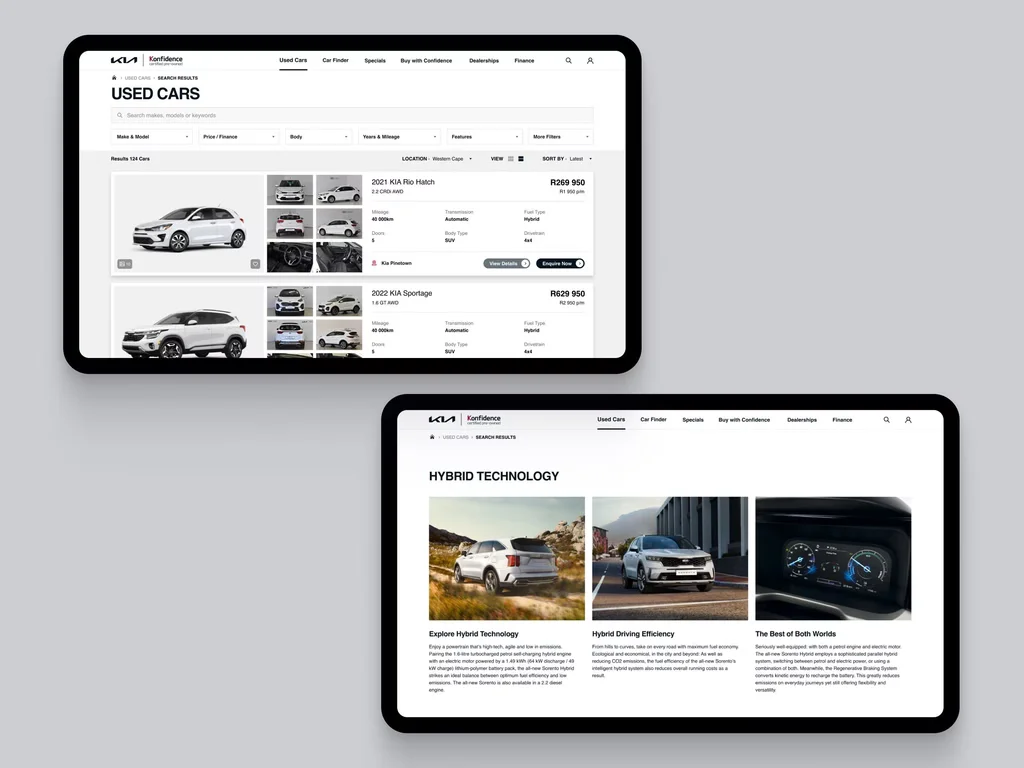 KIA Konfidence
certified pre-owned
Used Cars Car Finder Specials Buy with Confidence Dealerships Finance
USED CARS SEARCH RESULTS
USED CARS
Search makes, models or keywords
Make & Model Price / Finance Body Years & Mileage Features More Filters
Results 124 Cars LOCATION - Western Cape VIEW SORT BY - Latest
2021 KIA Rio Hatch R269 950
2.2 CRDi AWD R1 950 p/m
Mileage Transmission Fuel Type
40 000km Automatic Hybrid
Doors Body Type Drivetrain
5 SUV 4x4
Kia Pinetown View Details Enquire Now
2022 KIA Sportage R629 950
1.6 GT AWD R2 950 p/m
Mileage Transmission Fuel Type
40 000km Automatic Hybrid
Doors Body Type Drivetrain
5 SUV 4x4
KIA Konfidence
certified pre-owned
Used Cars Car Finder Specials Buy with Confidence Dealerships Finance
USED CARS SEARCH RESULTS
HYBRID TECHNOLOGY
Explore Hybrid Technology
Enjoy a powertrain that's high-tech, agile and low in emissions.
Pairing the 1.6-litre turbocharged petrol self-charging hybrid engine
with an electric motor powered by a 1.49 kWh (64 kW discharge / 49
kW charge) lithium-polymer battery pack, the all-new Sorento Hybrid
strikes an ideal balance between optimum fuel efficiency and low
emissions. The all-new Sorento is also available in a 2.2 diesel
engine.
Hybrid Driving Efficiency
From hills to curves, take on every road with maximum fuel economy.
Ecological and economical, in the city and beyond: As well as
reducing CO2 emissions, the fuel efficiency of the all-new Sorento's
intelligent hybrid system also reduces overall running costs as a
result.
The Best of Both Worlds
Seriously well-equipped: with both a petrol engine and electric motor.
The all-new Sorento Hybrid employs a sophisticated parallel hybrid
system, switching between petrol and electric power, or using a
combination of both. Meanwhile, the Regenerative Braking System
converts kinetic energy to recharge the battery. This greatly reduces
emissions on everyday journeys yet still offering flexibility and
versatility.